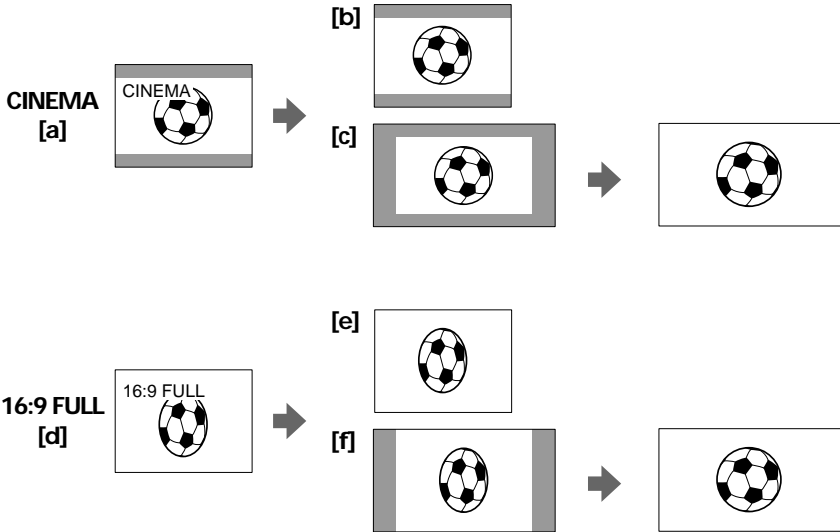 [b]
CINEMA
[a]
CINEMA
[c]
[e]
16:9 FULL
[d]
16:9 FULL
[f]